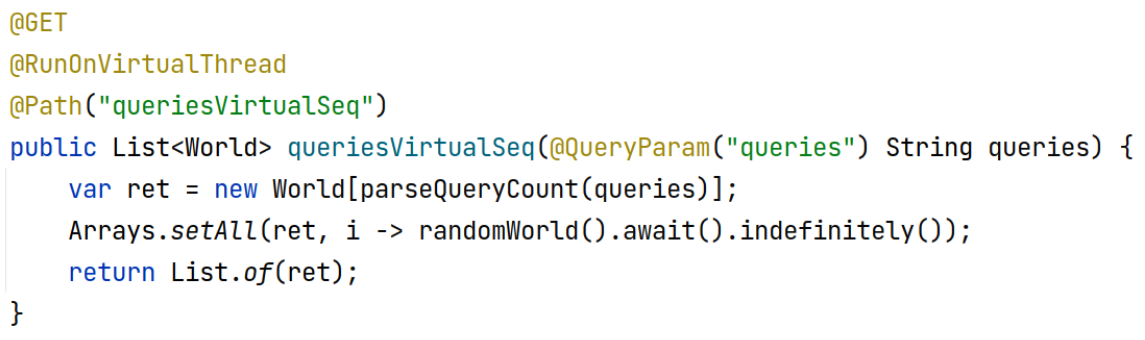 @GET
@RunOnVirtualThread
@Path("queriesVirtualSeq")
public List<World> queriesVirtualSeq(@QueryParam("queries") String queries) {
    var ret = new World[parseQueryCount(queries)];
    Arrays.setAll(ret, i -> randomWorld().await().indefinitely());
    return List.of(ret);
}